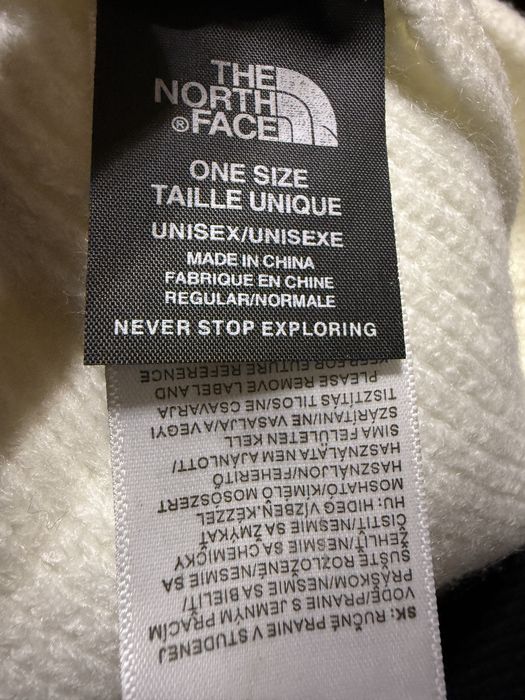 THE
NORTH
®FACE
ONE SIZE
TAILLE UNIQUE
UNISEX/UNISEXE
MADE IN CHINA
FABRIQUE EN CHINE
REGULAR/NORMALE
NEVER STOP EXPLORING
SK: RUČNÉ PRANIE V STUDENEJ
VODE/PRANIE S JEMNÝM PRACÍM
PRÁŠKOM/NESMIE SA BIELIŤ/
SUŠTE ROZLOŽENÉ/NESMIE SA
ŽEHLIŤ/NESMIE SA CHEMICKY
ČISTIŤ/NESMIE SA ŽMÝKAŤ
HU: HIDEG VÍZBEN,KÉZZEL
MOSHATÓ/KÍMÉLŐ MOSÓSZERT
HASZNÁLJON/FEHÉRÍTŐ
HASZNÁLATA NEM AJÁNLOTT/
SIMA FELÜLETEN KELL
SZÁRÍTANI/NE VASALJA/A VEGYI
TISZTÍTÁS TILOS/NE CSAVARJA
PLEASE REMOVE LABEL AND
KEEP FOR FUTURE REFERENCE